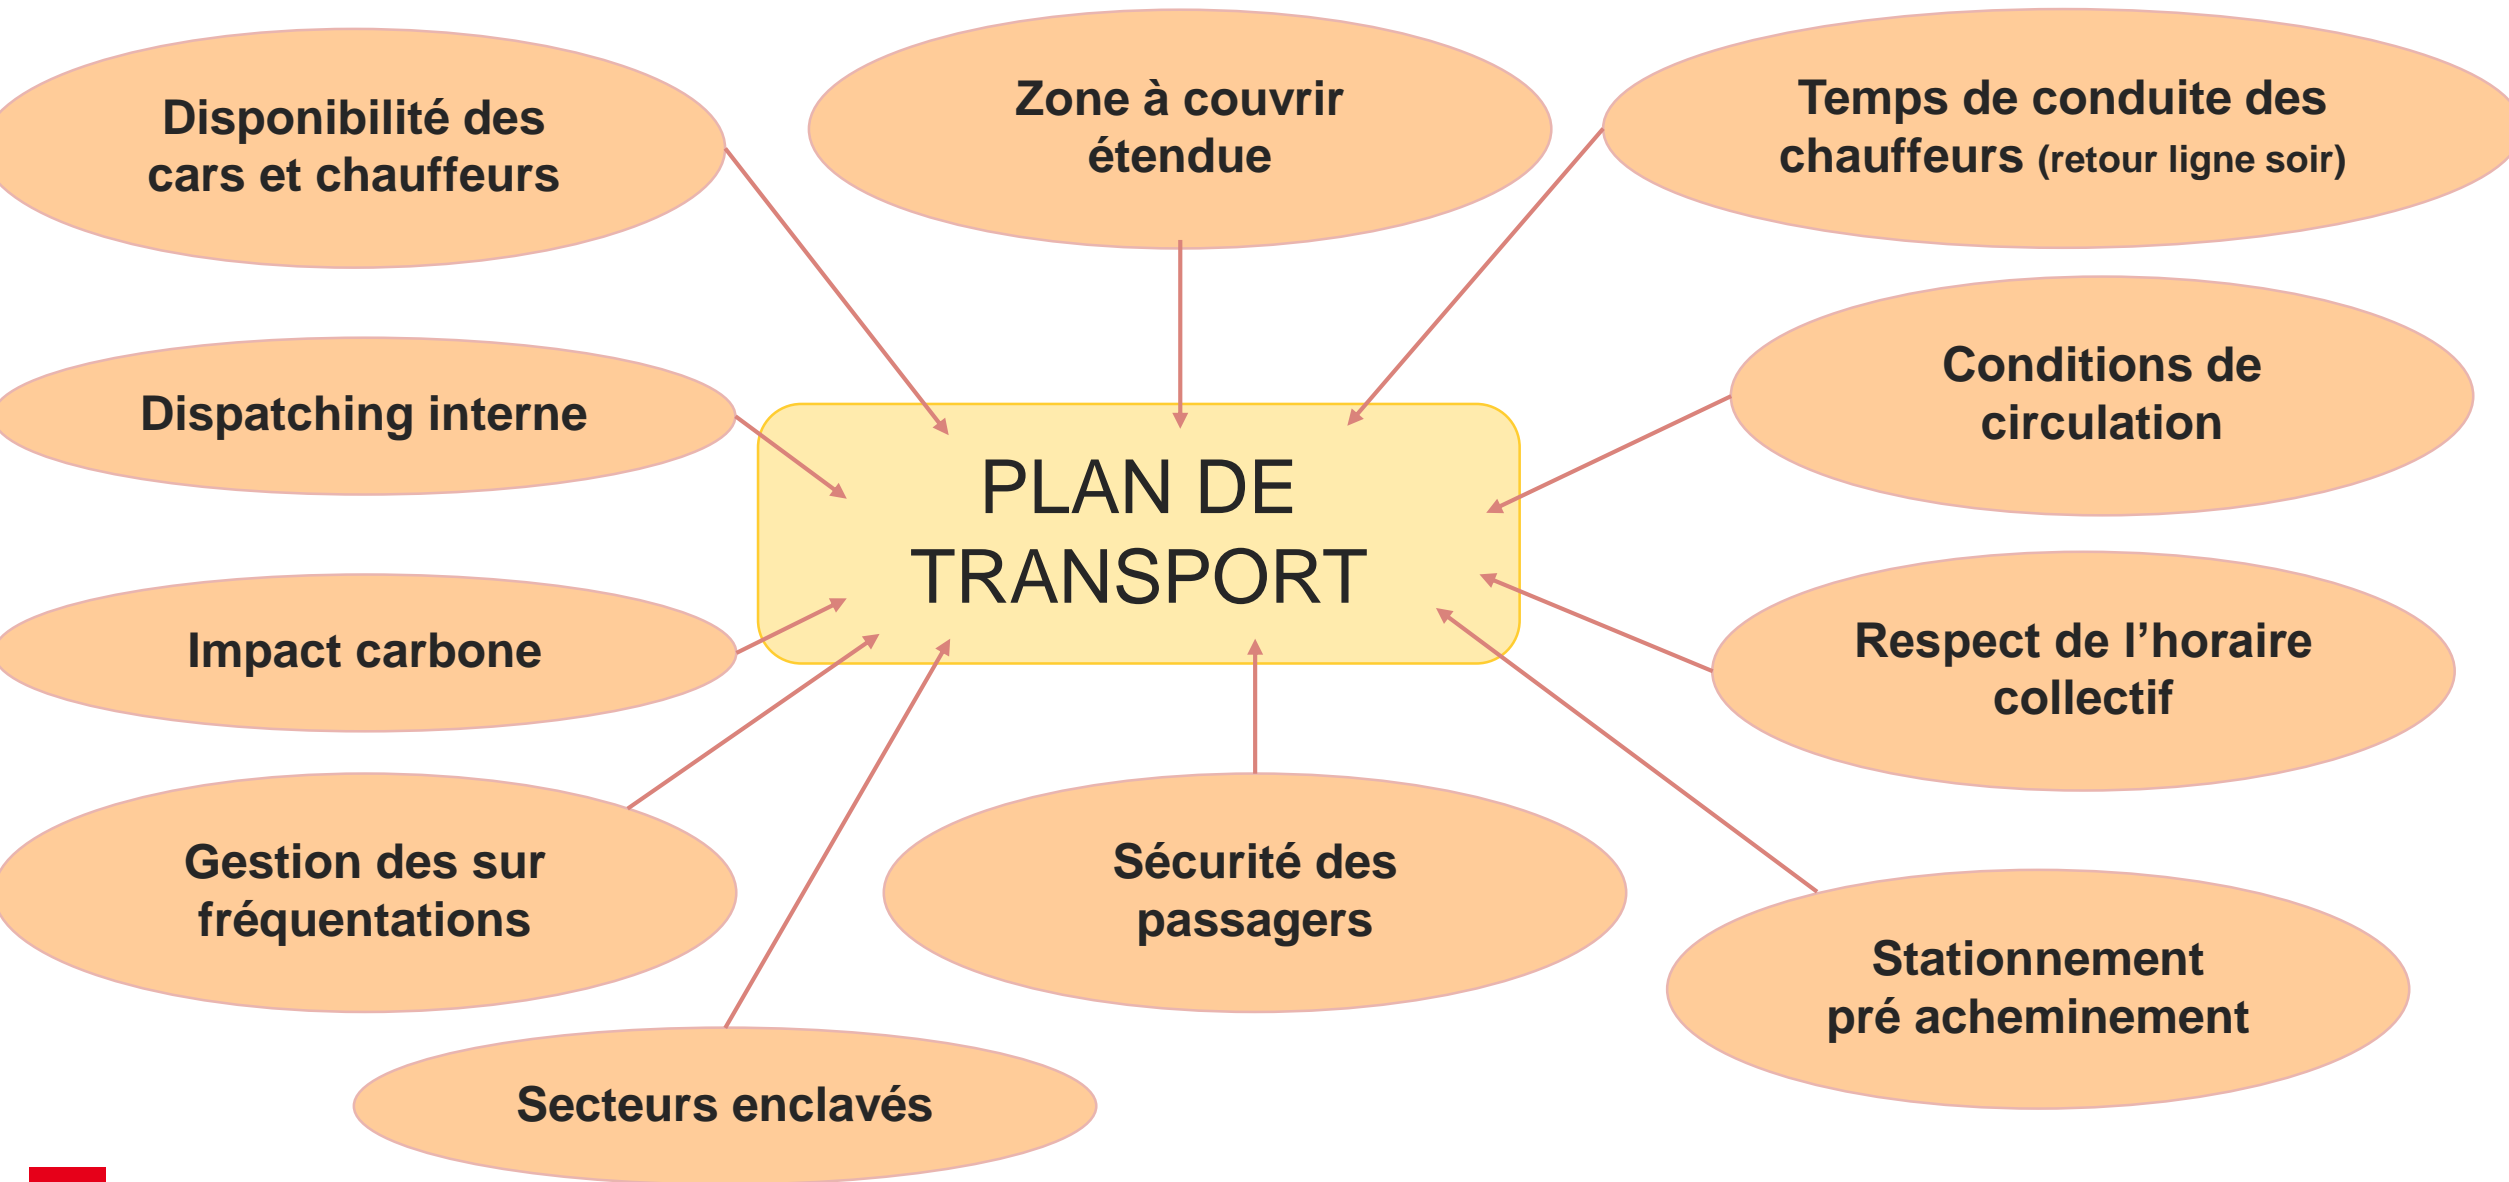 Disponibilité des
cars et chauffeurs
Zone à couvrir
étendue
Temps de conduite des
chauffeurs (retour ligne soir)
Dispatching interne
Conditions de
circulation
PLAN DE
TRANSPORT
Impact carbone
Respect de l’horaire
collectif
Gestion des sur
fréquentations
Sécurité des
passagers
Stationnement
pré acheminement
Secteurs enclavés